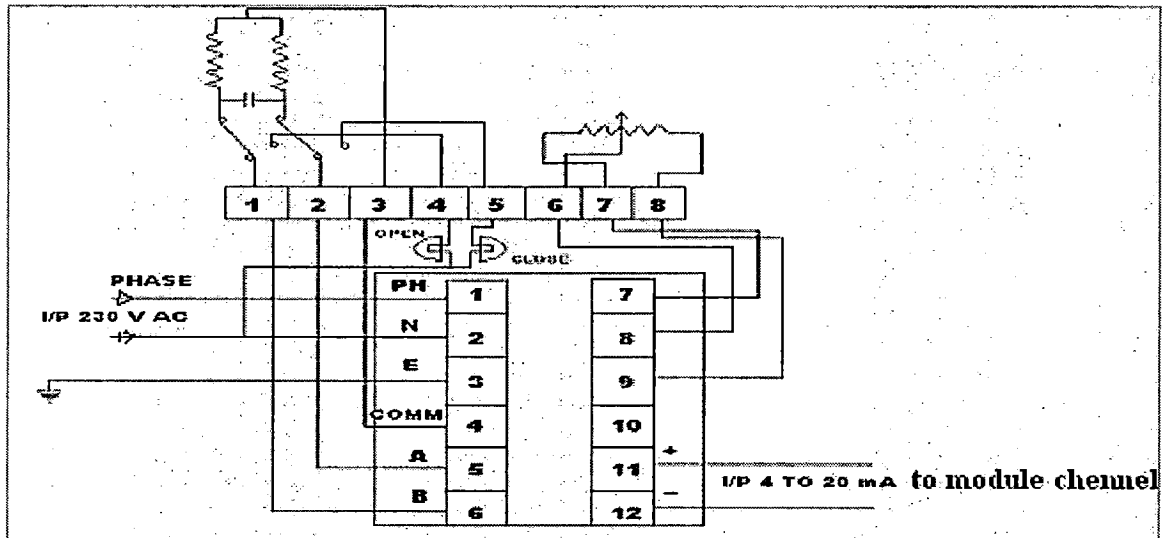 1 2 3 4 5 6 7 8
OPEN
CLOSE
PHASE
I/P 230 V AC
PH 1 7
N 2 8
E 3 9
COMM 4 10
A 5 11 +
I/P 4 TO 20 mA to module chennel
B 6 12 −